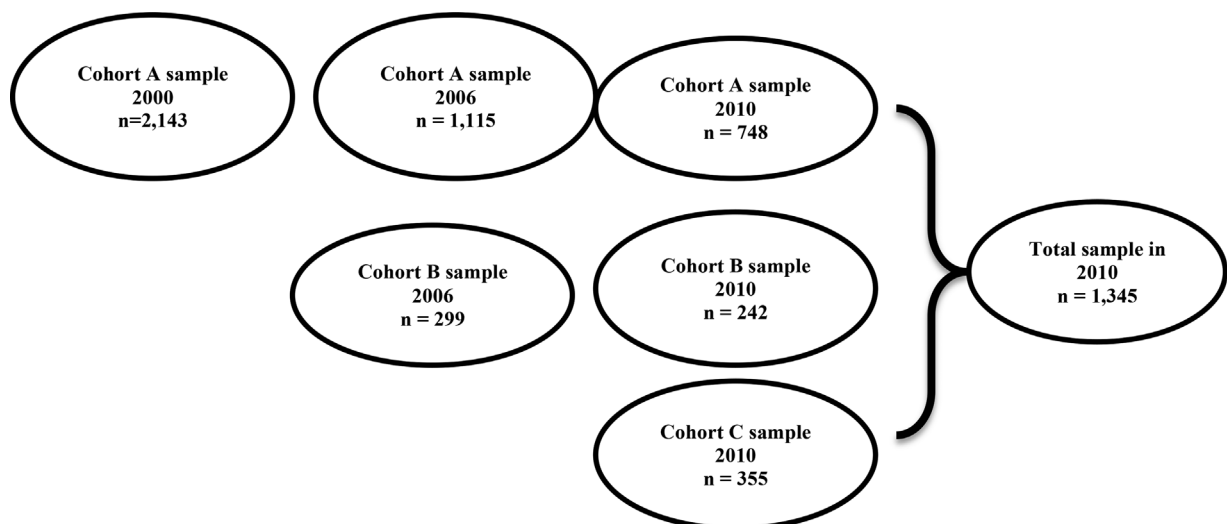 Cohort A sample
2000
n=2,143
Cohort A sample
2006
n = 1,115
Cohort A sample
2010
n = 748
Cohort B sample
2006
n = 299
Cohort B sample
2010
n = 242
Cohort C sample
2010
n = 355
Total sample in
2010
n = 1,345